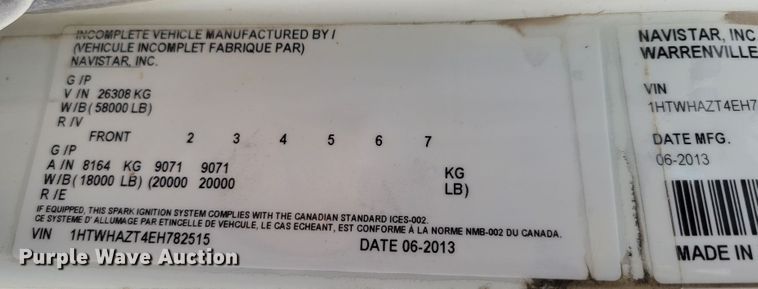 INCOMPLETE VEHICLE MANUFACTURED BY /
(VEHICULE INCOMPLET FABRIQUE PAR)
NAVISTAR, INC.
G /P
V / N 26308 KG
W/B( 58000 LB)
R /V
FRONT 2 3 4 5 6 7
G /P
A / N 8164 KG 9071 9071 KG
W/B( 18000 LB) (20000 20000 LB)
R /E
IF EQUIPPED, THIS SPARK IGNITION SYSTEM COMPLIES WITH THE CANADIAN STANDARD ICES-002.
CE SYSTEME D' ALLUMAGE PAR ETINCELLE DE VEHICULE, LE CAS ECHEANT, EST CONFORME À LA NORME NMB-002 DU CANADA.
VIN 1HTWHAZT4EH782515 DATE 06-2013
NAVISTAR, INC
WARRENVILLE
VIN
1HTWHAZT4EH7
DATE MFG.
06-2013
MADE IN
Purple Wave Auction